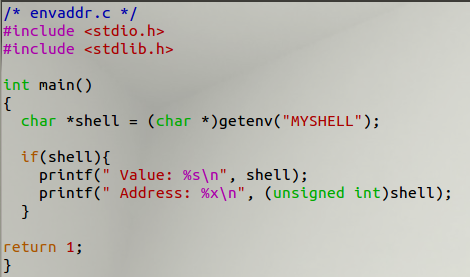 /* envaddr.c */
#include <stdio.h>
#include <stdlib.h>

int main()
{
  char *shell = (char *)getenv("MYSHELL");

  if(shell){
    printf(" Value: %s\n", shell);
    printf(" Address: %x\n", (unsigned int)shell);
  }

return 1;
}